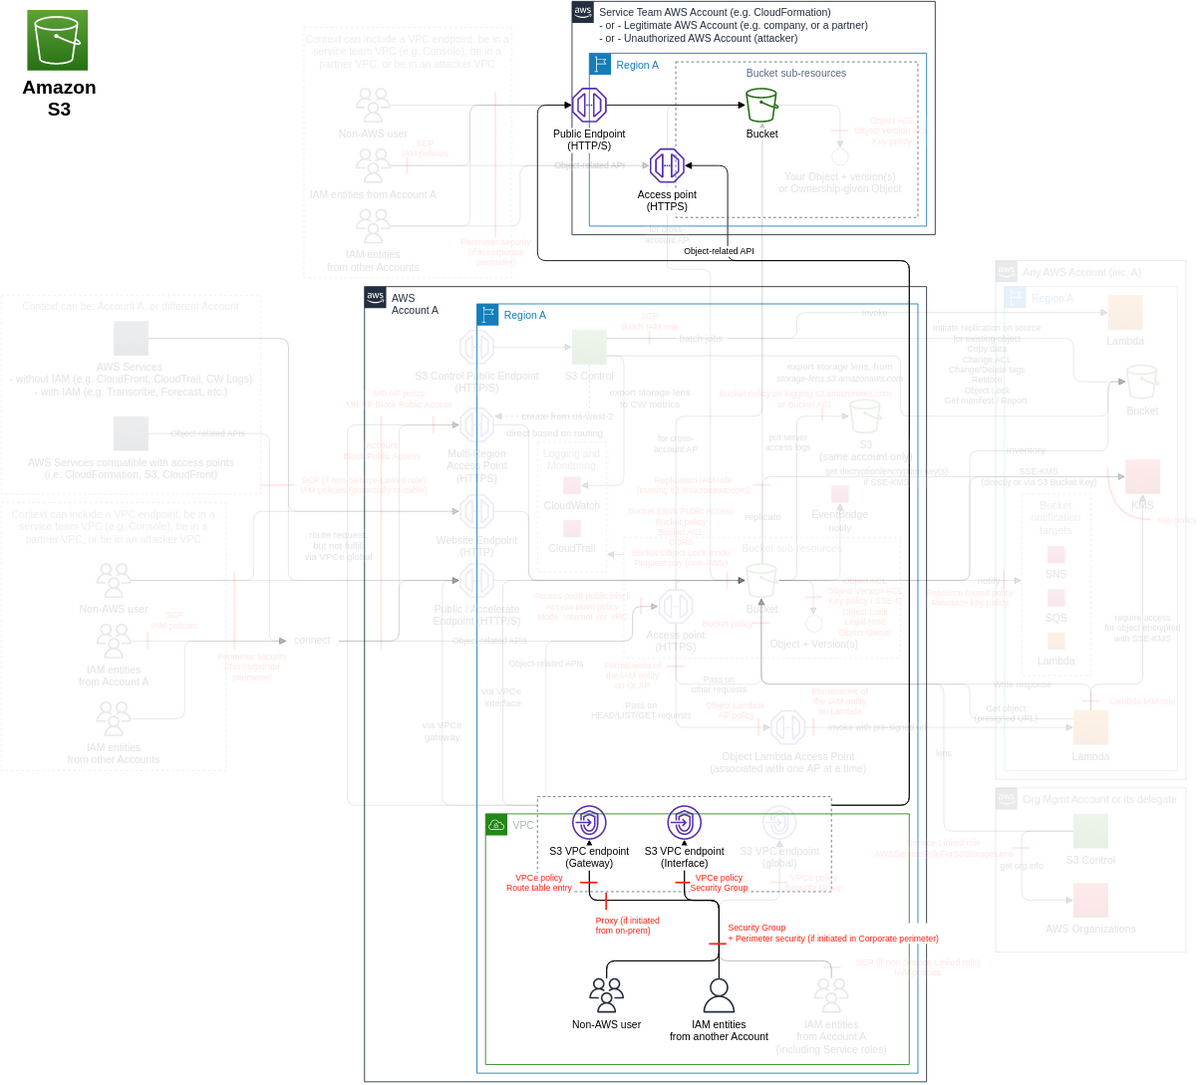 Amazon
S3
Service Team AWS Account (e.g. CloudFormation)
- or - Legitimate AWS Account (e.g. company, or a partner)
- or - Unauthorized AWS Account (attacker)
aws
Region A
Bucket sub-resources
Public Endpoint
(HTTP/S)
Bucket
Access point
(HTTPS)
Object ACL
Object version A
Key policy
Your Object + version(s)
or Ownership-given Object
Object-related API
for cross-
account AP
Object-related API
Context can include a VPC endpoint, be in a
service team VPC (e.g. Console), be in a
partner VPC, or be in an attacker VPC
Non-AWS user
SCP
IAM policies
IAM entities from Account A
IAM entities
from other Accounts
Perimeter security
(if in corporate
perimeter)
Context can be: Account A, or different Account
AWS Services
- without IAM (e.g. CloudFront, CloudTrail, CW Logs)
- with IAM (e.g. Transcribe, Forecast, etc.)
Object-related APIs
AWS Services compatible with access points
(i.e. CloudFormation, S3, CloudFront)
SCP (if non-Service-Linked role)
IAM policies (potentially mutable)
Context can include a VPC endpoint, be in a
service team VPC (e.g. Console), be in a
partner VPC, or be in an attacker VPC
Non-AWS user
SCP
IAM policies
IAM entities
from Account A
Perimeter security
(if in corporate
perimeter)
IAM entities
from other Accounts
connect
route request
but not fulfill
via VPCe global
MR AP policy
MR AP Block Public Access
Account
Block Public Access
aws
AWS
Account A
Region A
S3 Control Public Endpoint
(HTTP/S)
S3 Control
SCP
Batch IAM role
batch jobs
invoke
export storage lens
to CW metrics
export storage lens, from
storage-lens.s3.amazonaws.com
create from us-west-2
direct based on routing
Multi-Region
Access Point
(HTTPS)
Logging and
Monitoring
CloudWatch
CloudTrail
Website Endpoint
(HTTP)
Public / Accelerate
Endpoint (HTTP/S)
Object-related APIs
Object-related APIs
via VPCe
interface
via VPCe
gateway
for cross-
account AP
Bucket policy on logging.s3.amazonaws.com
or Bucket ACL
put server
access logs
S3
(same account only)
get decryption/encryption key(s)
if SSE-KMS
Replication IAM role
replicate
EventBridge
notify
Bucket Block Public Access
Bucket policy
Bucket ACL
CORS
Bucket Object Lock mode
Request pay (non-AWS)
Bucket sub-resources
Bucket
Access point public block
Access point policy
Mode: Internet or VPC
Access point
(HTTPS)
Bucket policy
Object ACL
Object Version ACL
Key policy / SSE-C
Object Lock
Legal Hold
Object Owner
Object + Version(s)
Permissions of
the IAM entity
on OLAP
Pass on
other requests
Pass on
HEAD/LIST/GET requests
Object Lambda
AP policy
Permissions of
the IAM entity
on Lambda
invoke with pre-signed url
Object Lambda Access Point
(associated with one AP at a time)
aws
Any AWS Account (inc. A)
Region A
Lambda
Initiate replication on source
for existing object
Copy data
Change ACL
Change/Delete tags
Restore
Object Lock
Get manifest / Report
Bucket
inventory
SSE-KMS
(directly or via S3 Bucket Key)
KMS
Key policy
Bucket
notification
targets
SNS
SQS
Lambda
notify
Resource-based policy
Resource key policy
require access
for object encrypted
with SSE-KMS
Write response
Get object
(presigned URL)
Lambda IAM role
Lambda
lens
aws
Org Mgmt Account or its delegate
S3 Control
Service-Linked role
AWSServiceRoleForS3StorageLens
get org info
AWS Organizations
VPC
S3 VPC endpoint
(Gateway)
S3 VPC endpoint
(Interface)
S3 VPC endpoint
(global)
VPCe policy
Route table entry
VPCe policy
Security Group
Proxy (if initiated
from on-prem)
Security Group
+ Perimeter security (if initiated in Corporate perimeter)
SCP (if non-Service-Linked role)
IAM policies
Non-AWS user
IAM entities
from another Account
IAM entities
from Account A
(including Service roles)